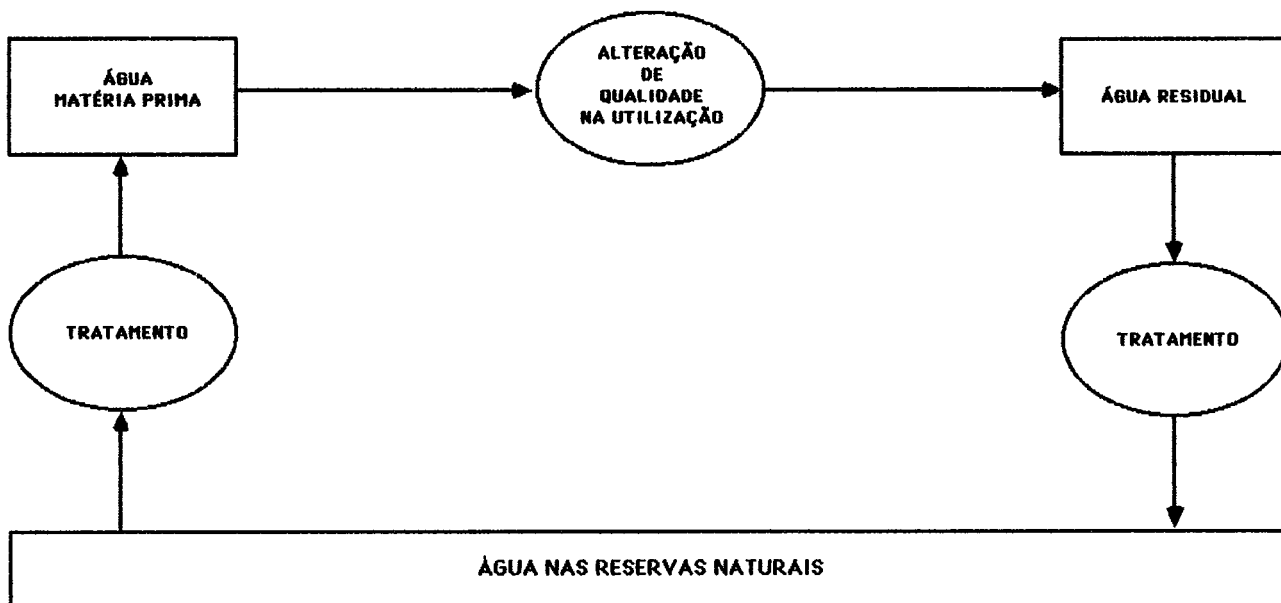 ÁGUA
MATÉRIA PRIMA
ALTERAÇÃO
DE
QUALIDADE
NA UTILIZAÇÃO
ÁGUA RESIDUAL
TRATAMENTO
TRATAMENTO
ÁGUA NAS RESERVAS NATURAIS